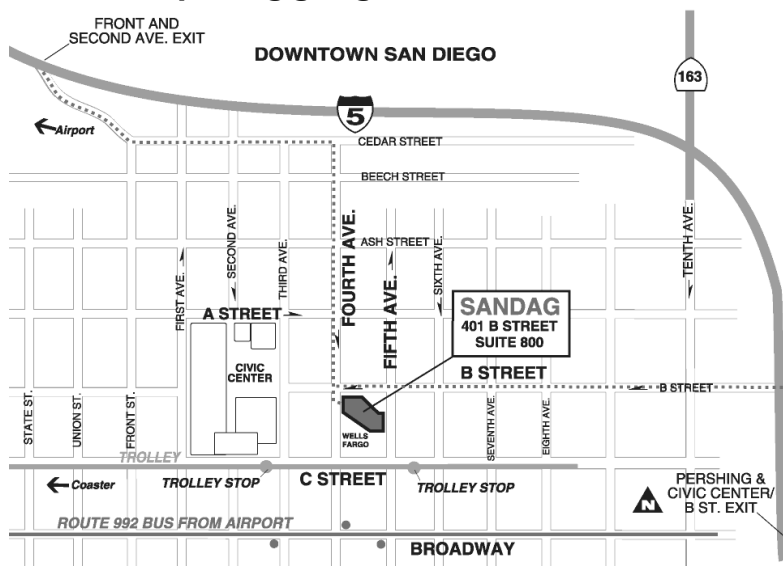 FRONT AND
SECOND AVE. EXIT
DOWNTOWN SAN DIEGO
163
5
Airport
CEDAR STREET
BEECH STREET
ASH STREET
FIRST AVE.
SECOND AVE.
THIRD AVE.
FOURTH AVE.
FIFTH AVE.
SIXTH AVE.
TENTH AVE.
A STREET
SANDAG
401 B STREET
SUITE 800
CIVIC
CENTER
B STREET
B STREET
STATE ST.
UNION ST.
FRONT ST.
SEVENTH AVE.
EIGHTH AVE.
WELLS
FARGO
TROLLEY
Coaster
TROLLEY STOP
C STREET
TROLLEY STOP
N
PERSHING &
CIVIC CENTER/
B ST. EXIT
ROUTE 992 BUS FROM AIRPORT
BROADWAY